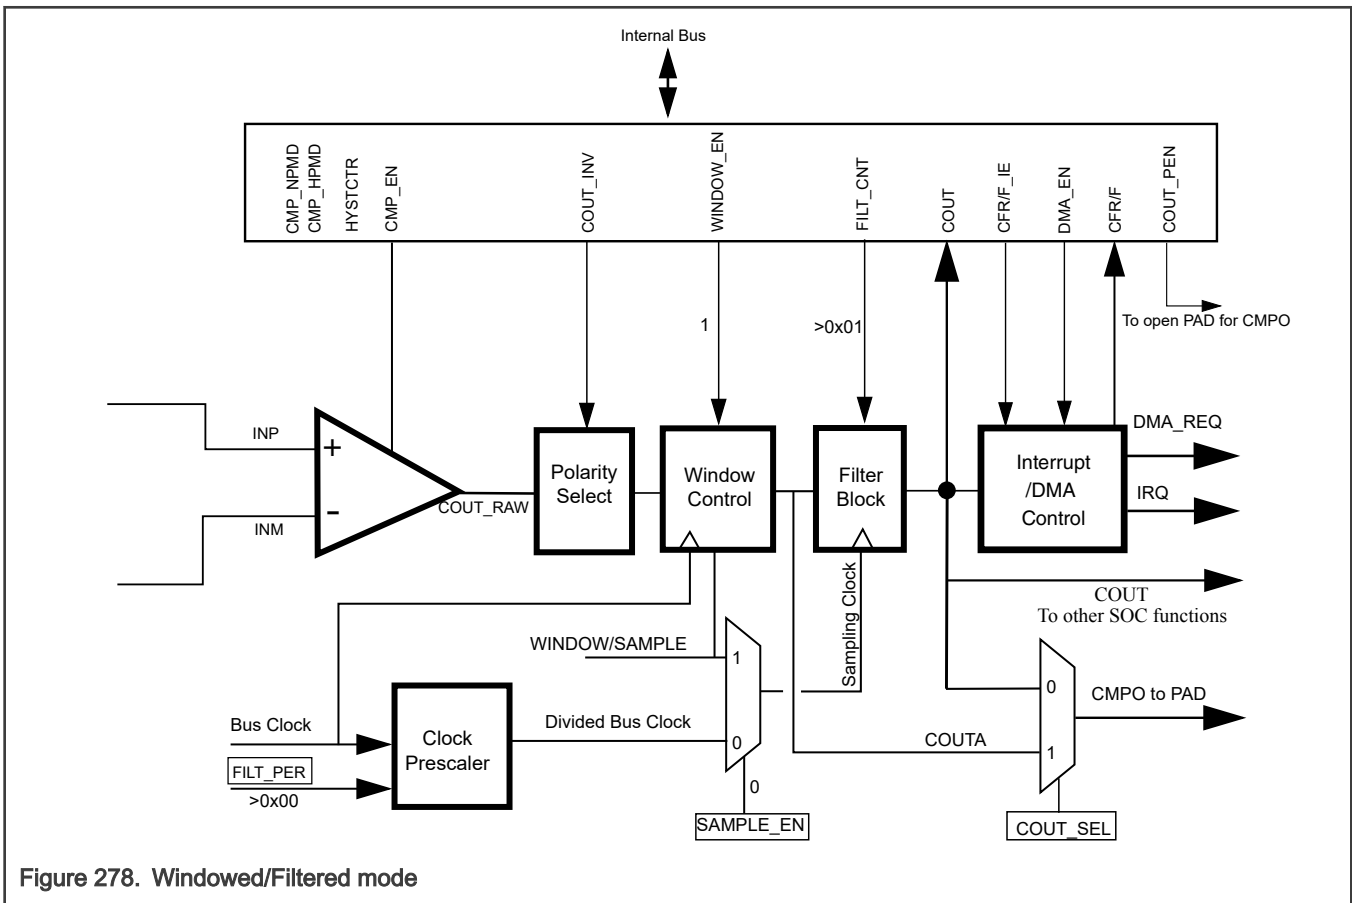 Internal Bus
CMP_NPMD
CMP_HPMD
HYSTCTR
CMP_EN
COUT_INV
WINDOW_EN
FILT_CNT
COUT
CFR/F_IE
DMA_EN
CFR/F
COUT_PEN
1
>0x01
To open PAD for CMPO
INP
+
-
INM
COUT_RAW
Polarity
Select
Window
Control
Filter
Block
Interrupt
/DMA
Control
DMA_REQ
IRQ
COUT
To other SOC functions
WINDOW/SAMPLE
1
0
Sampling Clock
Bus Clock
FILT_PER
>0x00
Clock
Prescaler
Divided Bus Clock
0
SAMPLE_EN
COUTA
0
1
CMPO to PAD
COUT_SEL
Figure 278. Windowed/Filtered mode